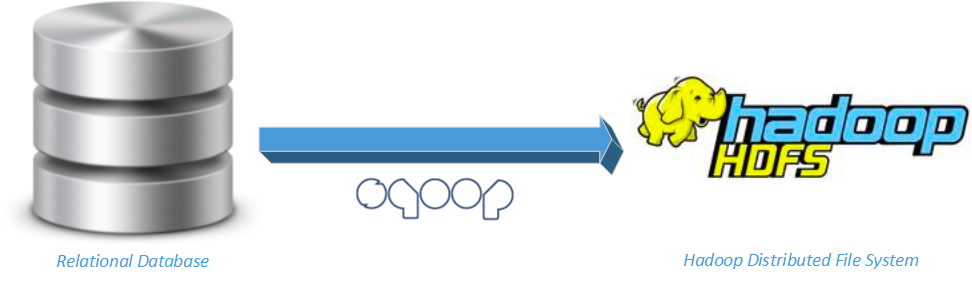 hadoop
HDFS
sqoop
Relational Database
Hadoop Distributed File System